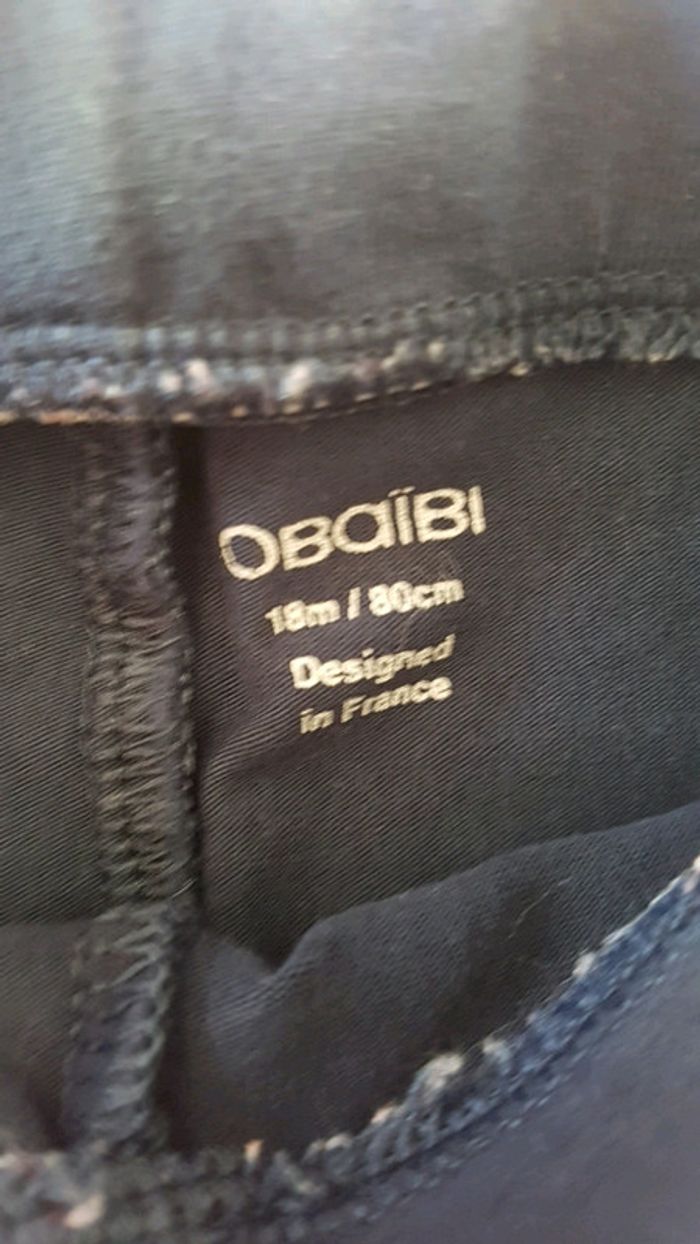 OBaïBI
18m / 80cm
Designed
in France